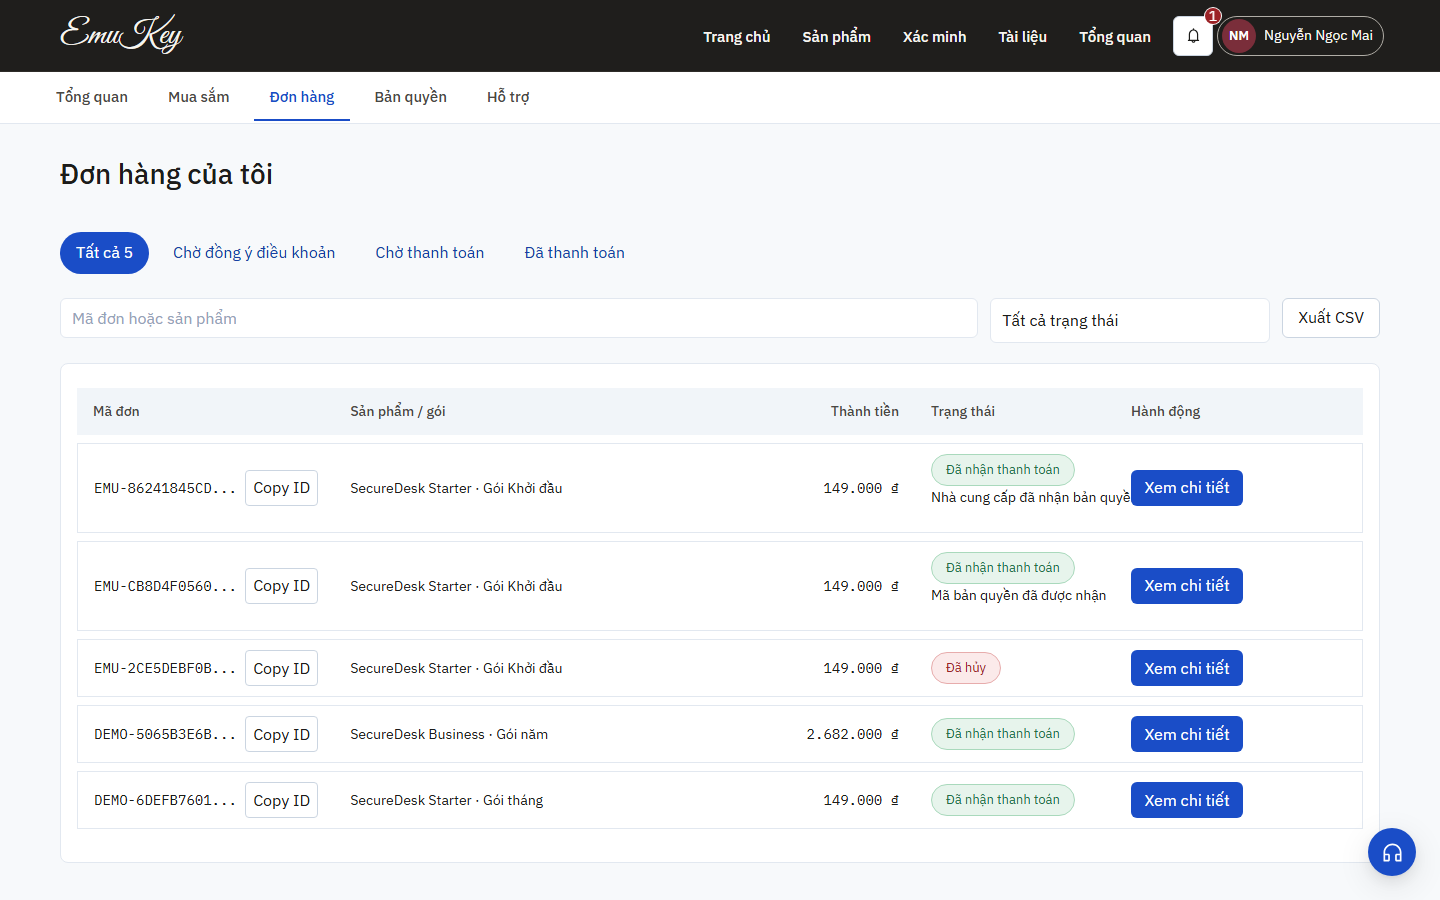 EmuKey
Trang chủ
Sản phẩm
Xác minh
Tài liệu
Tổng quan
1
NM
Nguyễn Ngọc Mai
Tổng quan
Mua sắm
Đơn hàng
Bản quyền
Hỗ trợ
Đơn hàng của tôi
Tất cả 5
Chờ đồng ý điều khoản
Chờ thanh toán
Đã thanh toán
Mã đơn hoặc sản phẩm
Tất cả trạng thái
Xuất CSV
Mã đơn
Sản phẩm / gói
Thành tiền
Trạng thái
Hành động
EMU-86241845CD...
Copy ID
SecureDesk Starter · Gói Khởi đầu
149.000 ₫
Đã nhận thanh toán
Nhà cung cấp đã nhận bản
Xem chi tiết
EMU-CB8D4F0560...
Copy ID
SecureDesk Starter · Gói Khởi đầu
149.000 ₫
Đã nhận thanh toán
Mã bản quyền đã được nhận
Xem chi tiết
EMU-2CE5DEBF0B...
Copy ID
SecureDesk Starter · Gói Khởi đầu
149.000 ₫
Đã hủy
Xem chi tiết
DEMO-5065B3E6B...
Copy ID
SecureDesk Business · Gói năm
2.682.000 ₫
Đã nhận thanh toán
Xem chi tiết
DEMO-6DEFB7601...
Copy ID
SecureDesk Starter · Gói tháng
149.000 ₫
Đã nhận thanh toán
Xem chi tiết